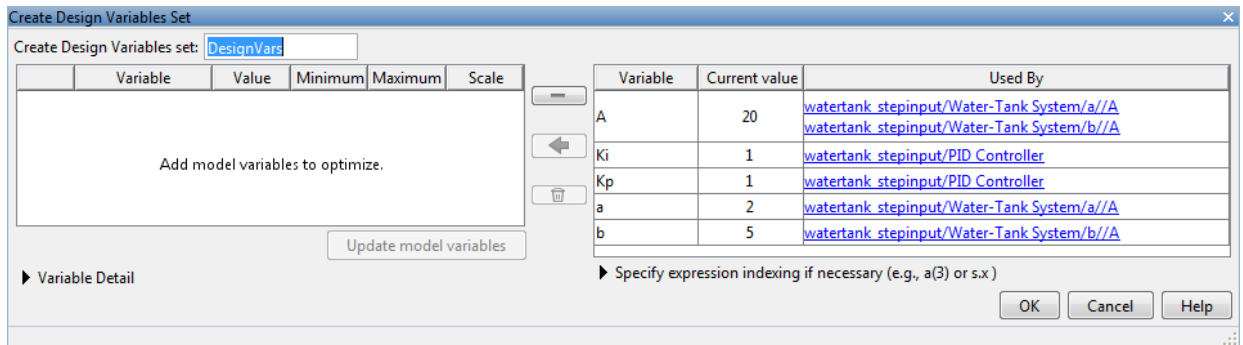 Create Design Variables Set
Create Design Variables set: DesignVars
Variable Value Minimum Maximum Scale
Add model variables to optimize.
Update model variables
Variable Detail
Variable Current value Used By
A 20 watertank_stepinput/Water-Tank System/a//A
watertank_stepinput/Water-Tank System/b//A
Ki 1 watertank_stepinput/PID Controller
Kp 1 watertank_stepinput/PID Controller
a 2 watertank_stepinput/Water-Tank System/a//A
b 5 watertank_stepinput/Water-Tank System/b//A
Specify expression indexing if necessary (e.g., a(3) or s.x )
OK Cancel Help